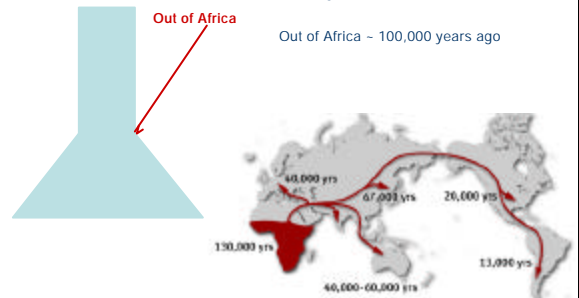 Out of Africa
Out of Africa ~ 100,000 years ago
40,000 yrs
67,000 yrs
20,000 yrs
130,000 yrs
13,000 yrs
40,000-60,000 yrs